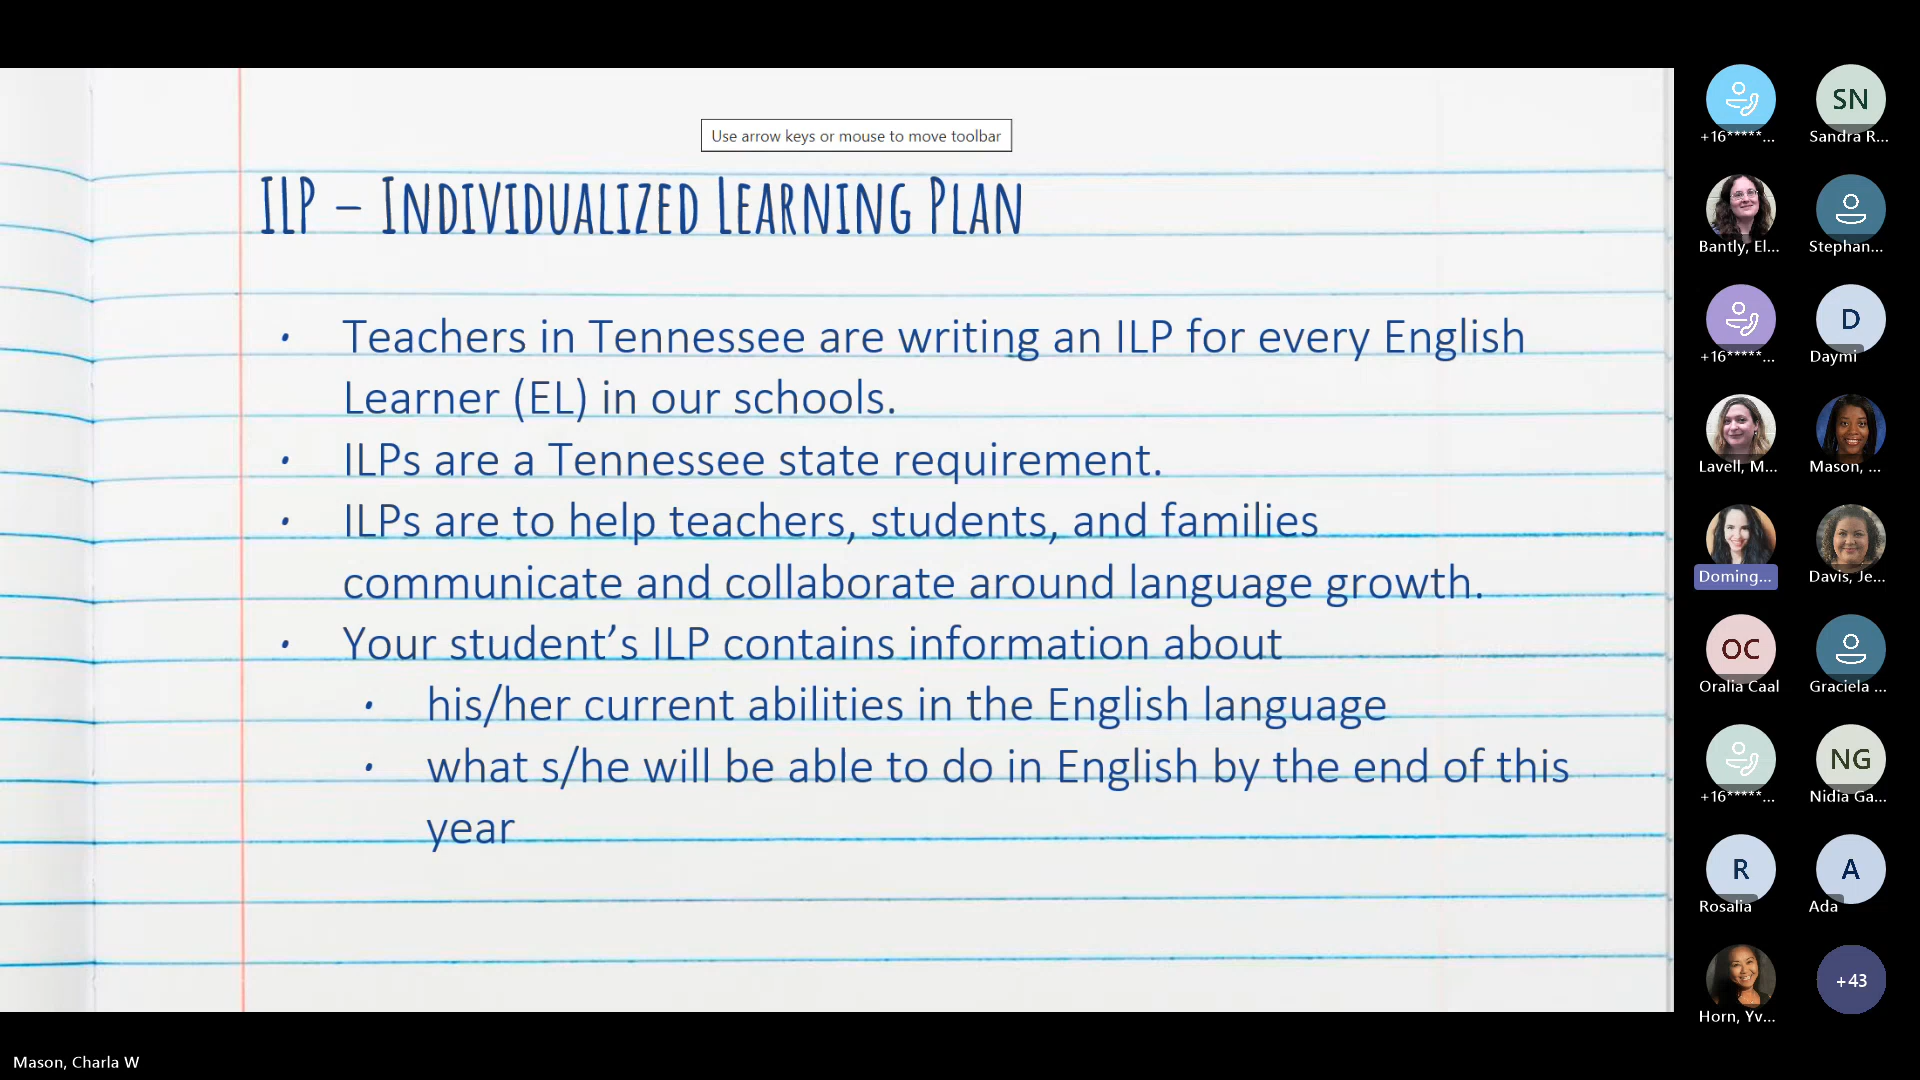 Use arrow keys or mouse to move toolbar
ILP – Individualized Learning Plan
• Teachers in Tennessee are writing an ILP for every English
Learner (EL) in our schools.
• ILPs are a Tennessee state requirement.
• ILPs are to help teachers, students, and families
communicate and collaborate around language growth.
• Your student’s ILP contains information about
• his/her current abilities in the English language
• what s/he will be able to do in English by the end of this
year
+16*****...
SN
Sandra R...
Bantly, El...
Stephan...
+16*****...
D
Daymi
Lavell, M...
Mason, ...
Doming...
Davis, Je...
OC
Oralia Caal
Graciela ...
+16*****...
NG
Nidia Ga...
R
Rosalia
A
Ada
Horn, Yv...
+43
Mason, Charla W